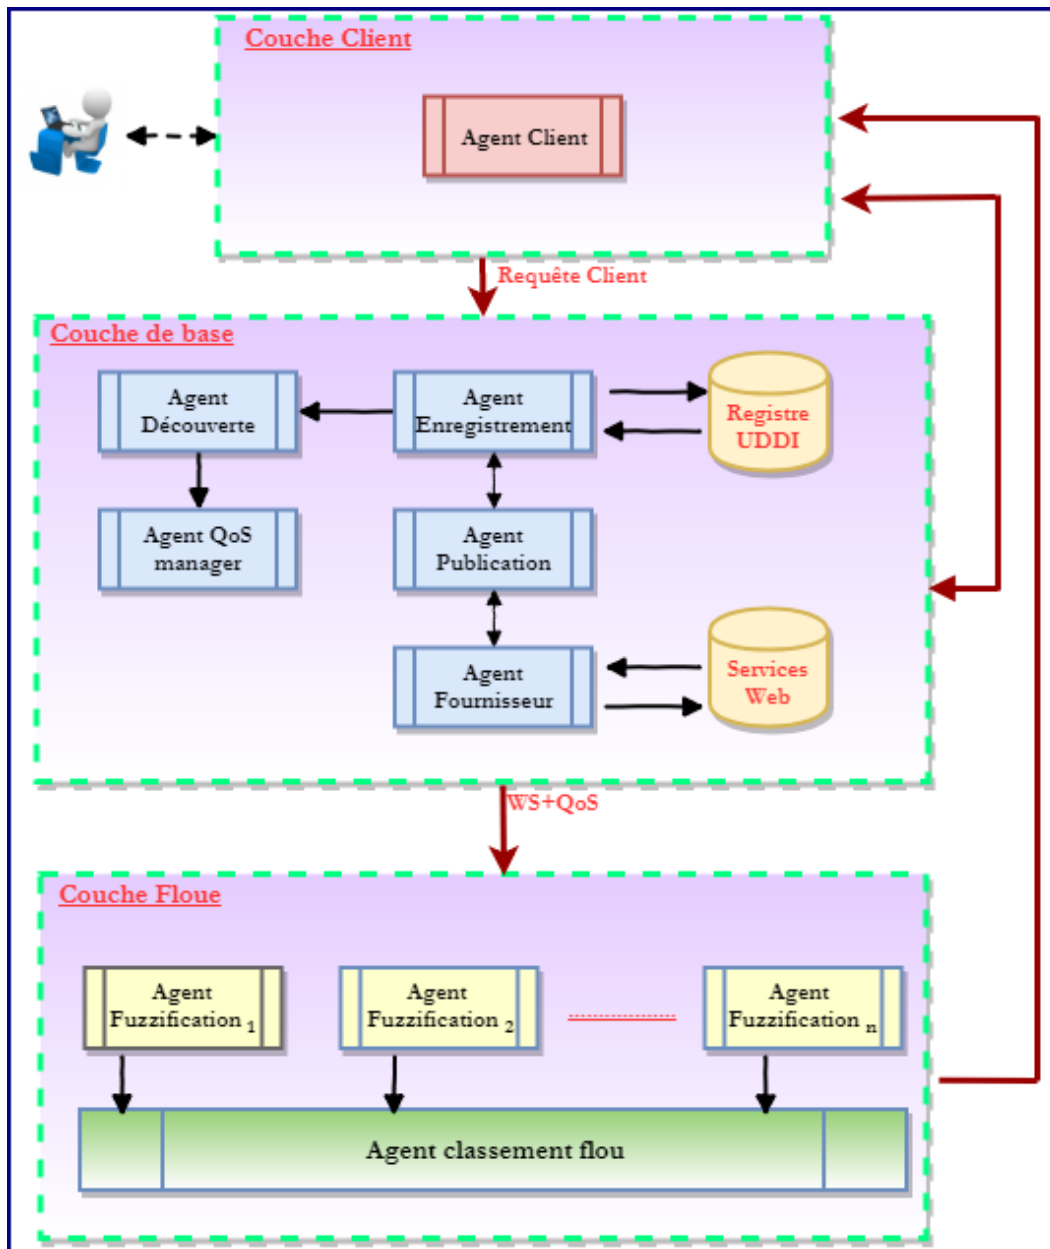 Couche Client
Agent Client
Requête Client
Couche de base
Agent
Découverte
Agent
Enregistrement
Registre
UDDI
Agent QoS
manager
Agent
Publication
Agent
Fournisseur
Services
Web
WS+QoS
Couche Floue
Agent
Fuzzification 1
Agent
Fuzzification 2
Agent
Fuzzification n
Agent classement flou